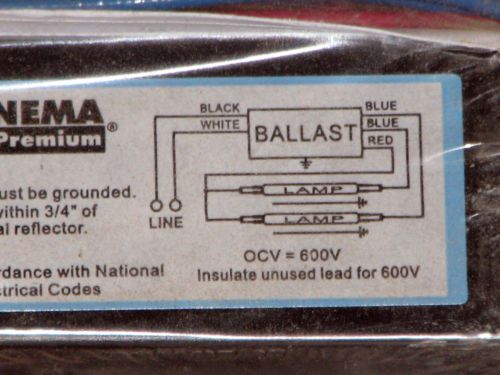 NEMA
Premium®
ust be grounded.
ithin 3/4" of
al reflector.
rdance with National
ctrical Codes
BLACK
WHITE
BALLAST
BLUE
BLUE
RED
LAMP
LAMP
LINE
OCV = 600V
Insulate unused lead for 600V